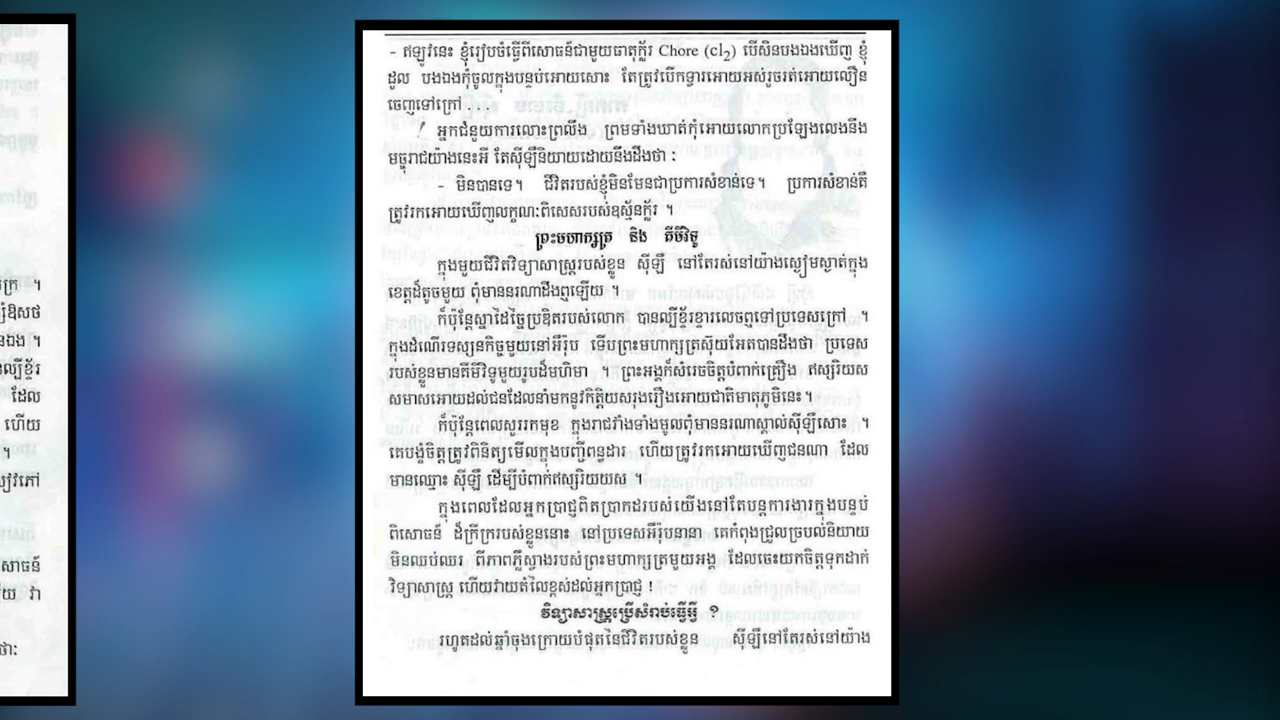 ក្រ ។
ស្សុំឱសថ
នឯង ។
ល្បីខ្ទ័រ
ដែល
ហើយ
។
ស្បូវភៅ
សោធន៍
វា
ថា:
- ឥឡូវនេះ ខ្ញុំរៀបចំធ្វើពិសោធន៍ជាមួយធាតុក្ល័រ Chore (cl2) បើសិនបងឯងឃើញ ខ្ញុំ
ដួល បងឯងកុំចូលក្នុងបន្ទប់អោយសោះ តែត្រូវបើកទ្វារអោយអស់រួចរត់អោយលឿន
ចេញទៅក្រៅ . . .
អ្នកជំនួយការលោះព្រលឹង ព្រមទាំងឃាត់កុំអោយលោកប្រឡែងលេងនឹង
មច្ចុរាជយ៉ាងនេះអី តែស៊ីឡឺនិយាយដោយនឹងដឹងថា :
- មិនបានទេ។ ជីវិតរបស់ខ្ញុំមិនមែនជាប្រការសំខាន់ទេ។ ប្រការសំខាន់គឺ
ត្រូវរកអោយឃើញលក្ខណៈពិសេសរបស់ឧស្ម័នក្ល័រ ។
ព្រះមហាក្សត្រ និង គីមីវិទូ
ក្នុងមួយជីវិតវិទ្យាសាស្ត្ររបស់ខ្លួន ស៊ីឡឺ នៅតែរស់នៅយ៉ាងស្ងៀមស្ងាត់ក្នុង
ខេត្តដ៏តូចមួយ ពុំមាននរណាដឹងឮឡើយ ។
ក៏ប៉ុន្តែស្នាដៃច្នៃប្រឌិតរបស់លោក បានល្បីខ្ទ័រខ្ទារលេចឮទៅប្រទេសក្រៅ ។
ក្នុងដំណើរទស្សនកិច្ចមួយនៅអឺរ៉ុប ទើបព្រះមហាក្សត្រស៊ុយអែតបានដឹងថា ប្រទេស
របស់ខ្លួនមានគីមីវិទូមួយរូបដ៏មហិមា ។ ព្រះអង្គក៏សំរេចចិត្តបំពាក់គ្រឿង ឥស្សរិយស
សមាសអោយដល់ជនដែលនាំមកនូវកិត្តិយសរុងរឿងអោយជាតិមាតុភូមិនេះ។
ក៏ប៉ុន្តែពេលសួររកមុខ ក្នុងរាជវាំងទាំងមូលពុំមាននរណាស្គាល់ស៊ីឡឺសោះ ។
គេបង្ខំចិត្តត្រូវពិនិត្យមើលក្នុងបញ្ជីពន្ធដារ ហើយត្រូវរកអោយឃើញជនណា ដែល
មានឈ្មោះ ស៊ីឡឺ ដើម្បីបំពាក់ឥស្សរិយយស ។
ក្នុងពេលដែលអ្នកប្រាជ្ញពិតប្រាកដរបស់យើងនៅតែបន្តការងារក្នុងបន្ទប់
ពិសោធន៍ ដ៏ក្រីក្ររបស់ខ្លួននោះ នៅប្រទេសអឺរ៉ុបនានា គេកំពុងជ្រួលច្របល់និយាយ
មិនឈប់ឈរ ពីភាពភ្លឺស្វាងរបស់ព្រះមហាក្សត្រមួយអង្គ ដែលចេះយកចិត្តទុកដាក់
វិទ្យាសាស្ត្រ ហើយវាយតំលៃខ្ពស់ដល់អ្នកប្រាជ្ញ !
វិទ្យាសាស្ត្រប្រើសំរាប់ធ្វើអ្វី ?
រហូតដល់ឆ្នាំចុងក្រោយបំផុតនៃជីវិតរបស់ខ្លួន ស៊ីឡឺនៅតែរស់នៅយ៉ាង